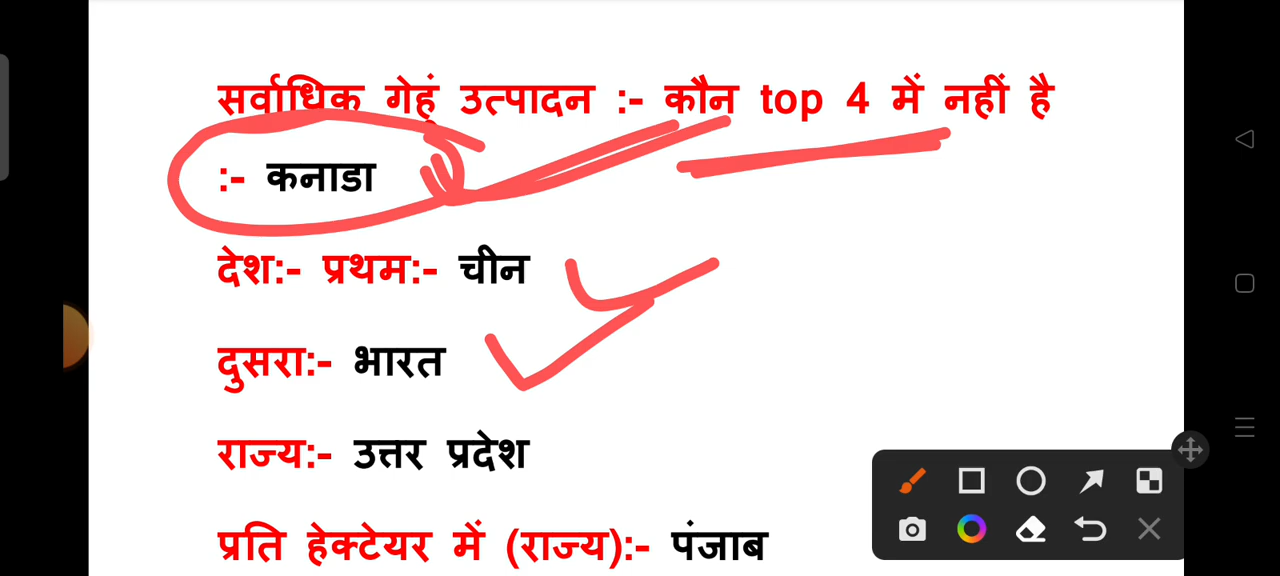 सर्वाधिक गेहूं उत्पादन :- कौन top 4 में नहीं है
:- कनाडा
देश:- प्रथम:- चीन
दुसरा:- भारत
राज्य:- उत्तर प्रदेश
प्रति हेक्टेयर में (राज्य):- पंजाब